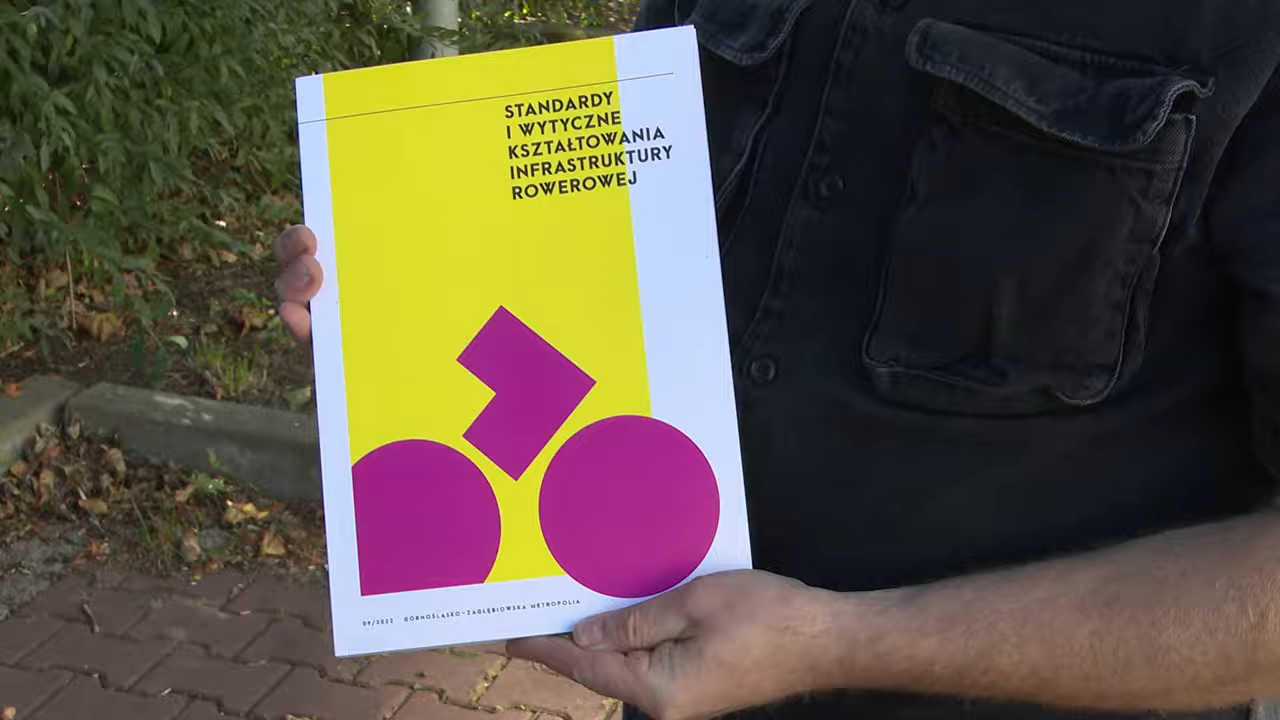 STANDARDY
I WYTYCZNE
KSZTAŁTOWANIA
INFRASTRUKTURY
ROWEROWEJ
09/2022 GÓRNOŚLĄSKO-ZAGŁĘBIOWSKA METROPOLIA